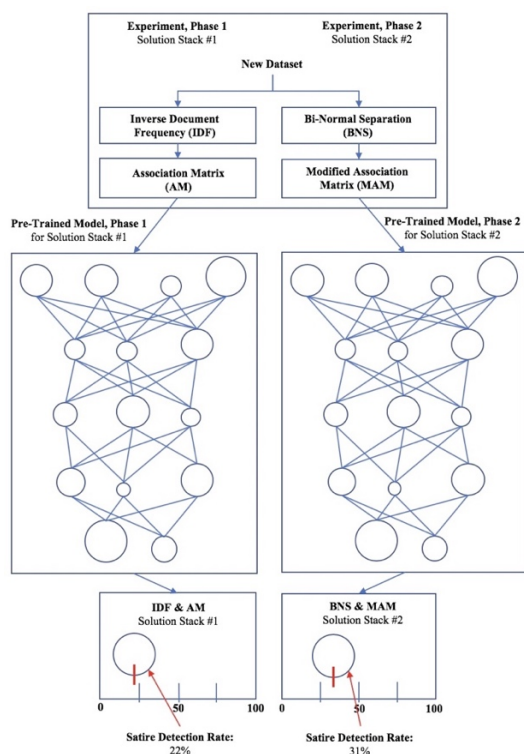 Experiment, Phase 1
Solution Stack #1
Experiment, Phase 2
Solution Stack #2
New Dataset
Inverse Document
Frequency (IDF)
Bi-Normal Separation
(BNS)
Association Matrix
(AM)
Modified Association
Matrix (MAM)
Pre-Trained Model, Phase 1
for Solution Stack #1
Pre-Trained Model, Phase 2
for Solution Stack #2
IDF & AM
Solution Stack #1
BNS & MAM
Solution Stack #2
0 50 100
0 50 100
Satire Detection Rate:
22%
Satire Detection Rate:
31%